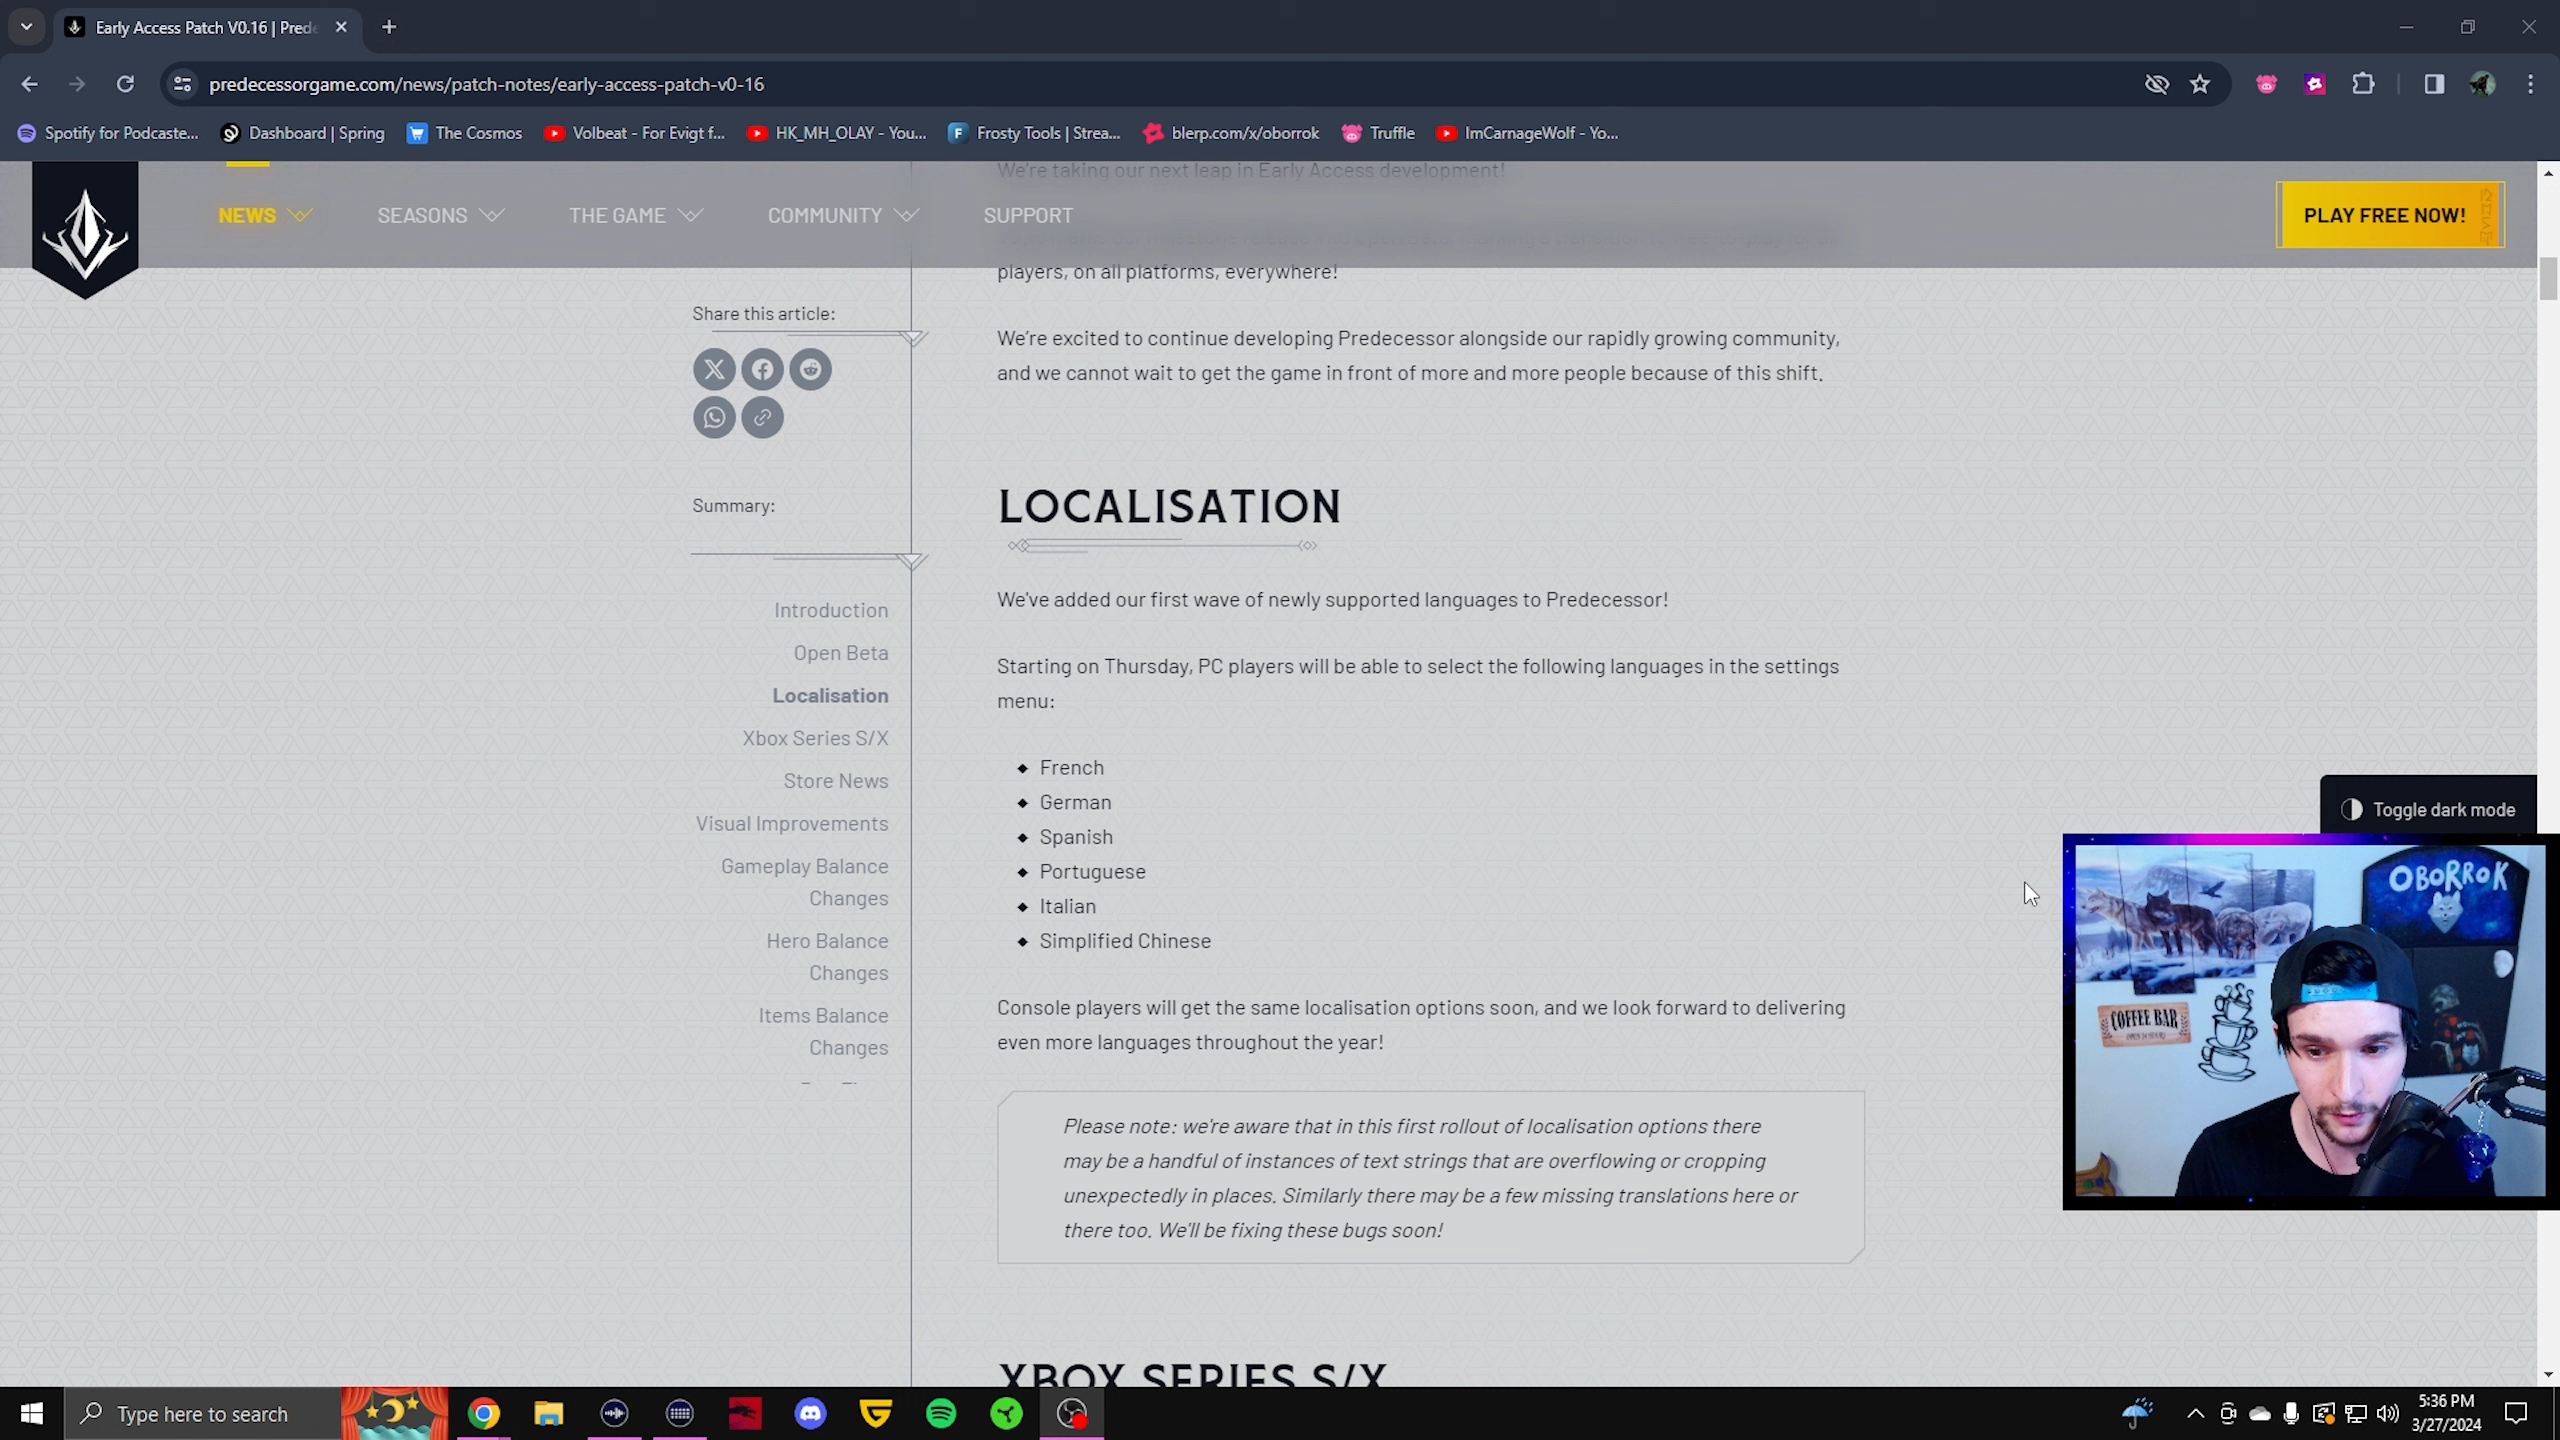 Early Access Patch V0.16 | Pred
predecessorgame.com/news/patch-notes/early-access-patch-v0-16
Spotify for Podcaste...
Dashboard | Spring
The Cosmos
Volbeat - For Evigt f...
HK_MH_OLAY - You...
Frosty Tools | Strea...
blerp.com/x/oborrok
Truffle
ImCarnageWolf - Yo...
We're taking our next leap in Early Access development!
NEWS
SEASONS
THE GAME
COMMUNITY
SUPPORT
PLAY FREE NOW!
players, on all platforms, everywhere!
Share this article:
We're excited to continue developing Predecessor alongside our rapidly growing community,
and we cannot wait to get the game in front of more and more people because of this shift.
Summary:
Introduction
Open Beta
Localisation
Xbox Series S/X
Store News
Visual Improvements
Gameplay Balance
Changes
Hero Balance
Changes
Items Balance
Changes
LOCALISATION
We've added our first wave of newly supported languages to Predecessor!
Starting on Thursday, PC players will be able to select the following languages in the settings
menu:
French
German
Spanish
Portuguese
Italian
Simplified Chinese
Console players will get the same localisation options soon, and we look forward to delivering
even more languages throughout the year!
Please note: we're aware that in this first rollout of localisation options there
may be a handful of instances of text strings that are overflowing or cropping
unexpectedly in places. Similarly there may be a few missing translations here or
there too. We'll be fixing these bugs soon!
XBOX SERIES S/X
Toggle dark mode
OBORROK
COFFEE BAR
Type here to search
5:36 PM
3/27/2024